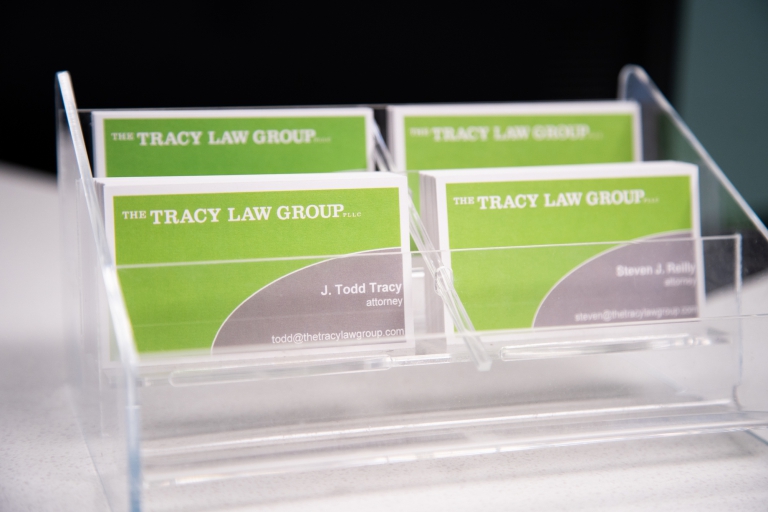 THE TRACY LAW GROUP PLLC
THE TRACY LAW GROUP
THE TRACY LAW GROUP PLLC
J. Todd Tracy
attorney
todd@thetracylawgroup.com
THE TRACY LAW GROUP PLLC
Steven J. Reilly
attorney
steven@thetracylawgroup.com